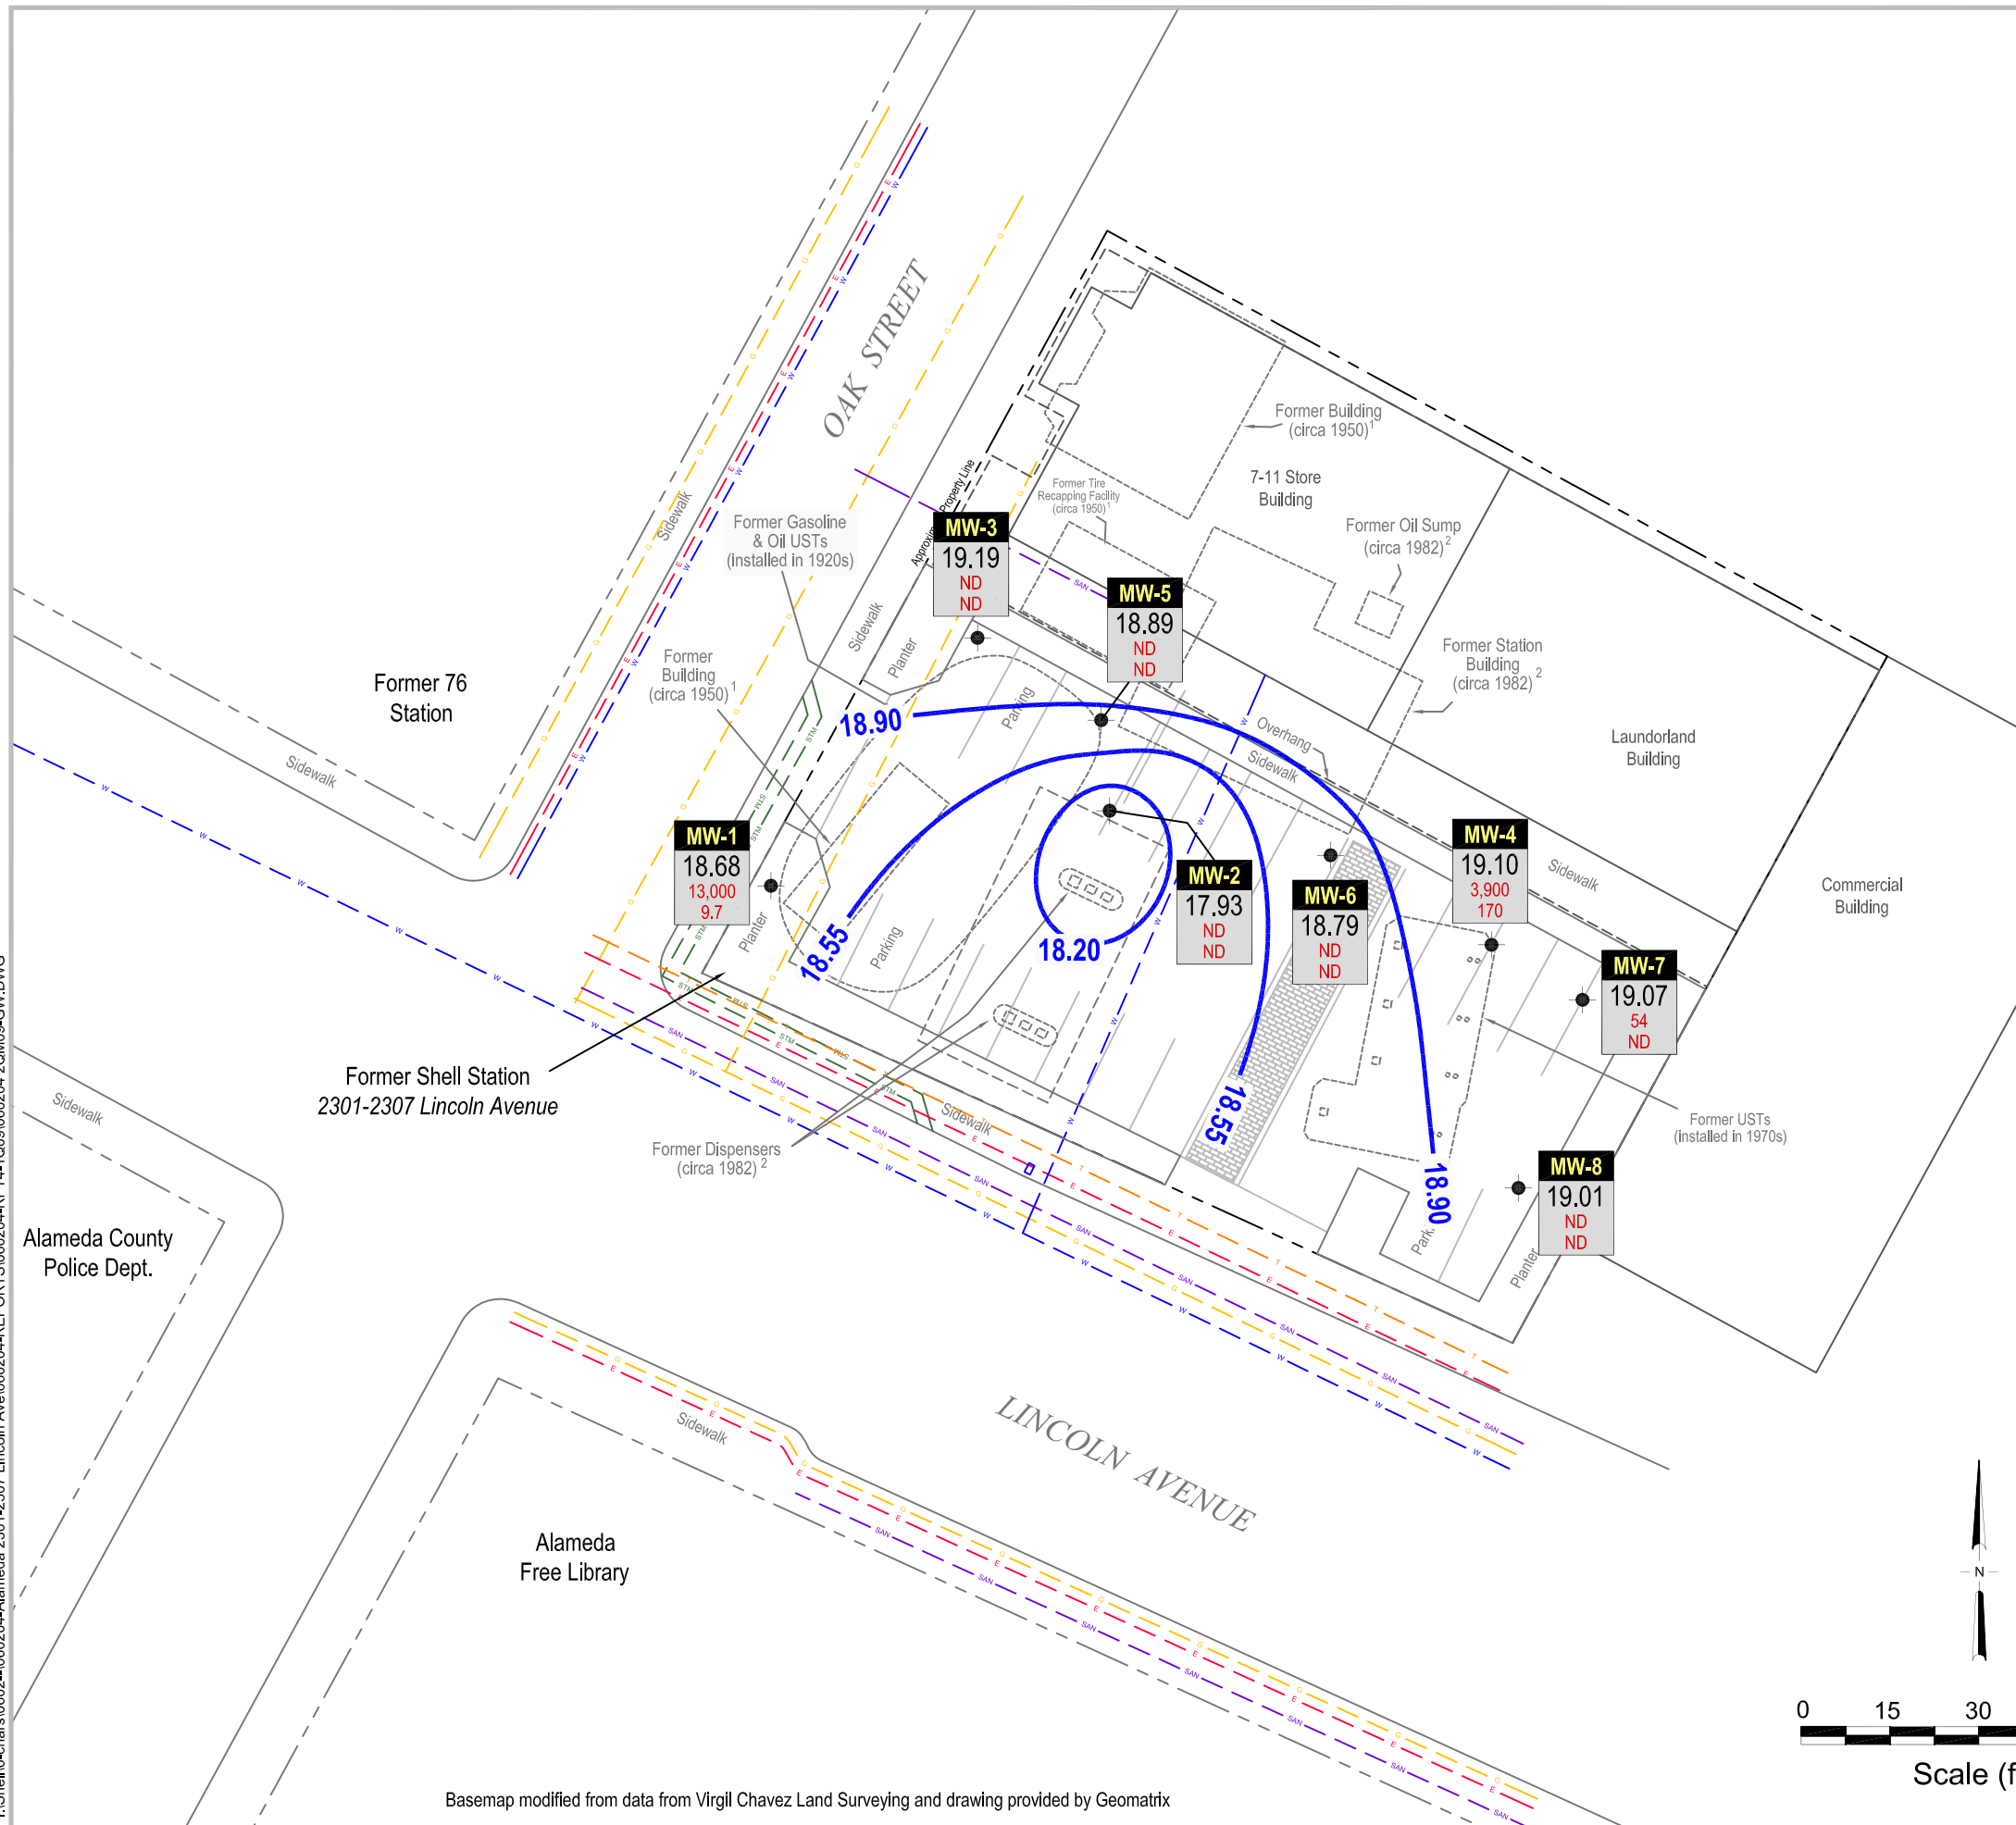 OAK STREET
Sidewalk
Former Building
(circa 1950)1
7-11 Store
Building
Former Tire
Recapping Facility
(circa 1950)1
Former Oil Sump
(circa 1982)2
Former Gasoline
& Oil USTs
(installed in 1920s)
MW-3
19.19
ND
ND
SAN
MW-5
18.89
ND
ND
Sidewalk
Planter
Former
Building
(circa 1950) 1
Former Station
Building
(circa 1982) 2
Former 76
Station
Sidewalk
18.90
Parking
Overhang
Sidewalk
Laundorland
Building
STM
MW-1
18.68
13,000
9.7
Planter
18.55
Parking
18.20
MW-2
17.93
ND
ND
MW-6
18.79
ND
ND
MW-4
19.10
3,900
170
Sidewalk
Commercial
Building
MW-7
19.07
54
ND
Former Shell Station
2301-2307 Lincoln Avenue
Sidewalk
Former Dispensers
(circa 1982) 2
Sidewalk
18.55
18.90
Former USTs
(installed in 1970s)
MW-8
19.01
ND
ND
Planter
Alameda County
Police Dept.
LINCOLN AVENUE
Sidewalk
Alameda
Free Library
N
0 15 30
Scale (f
Basemap modified from data from Virgil Chavez Land Surveying and drawing provided by Geomatrix